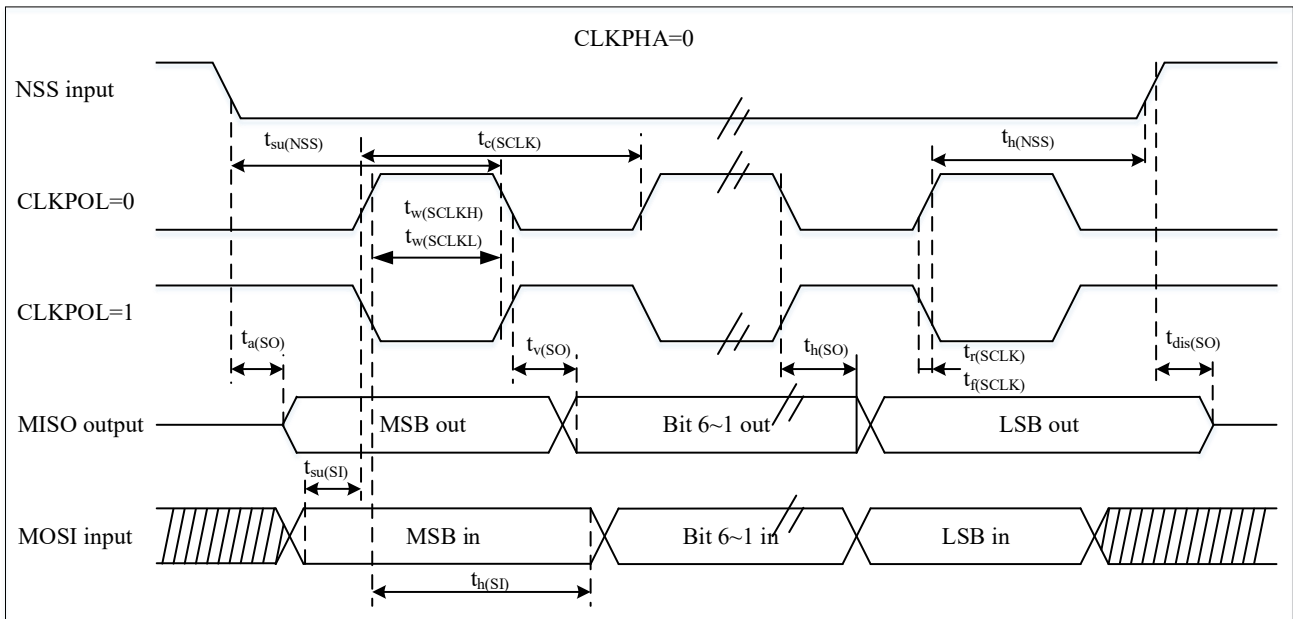 CLKPHA=0
NSS input
tsu(NSS)
tc(SCLK)
th(NSS)
CLKPOL=0
tw(SCLKH)
tw(SCLKL)
CLKPOL=1
ta(SO)
tv(SO)
th(SO)
tr(SCLK)
tf(SCLK)
tdis(SO)
MISO output
MSB out
Bit 6~1 out
LSB out
tsu(SI)
MOSI input
MSB in
Bit 6~1 in
LSB in
th(SI)